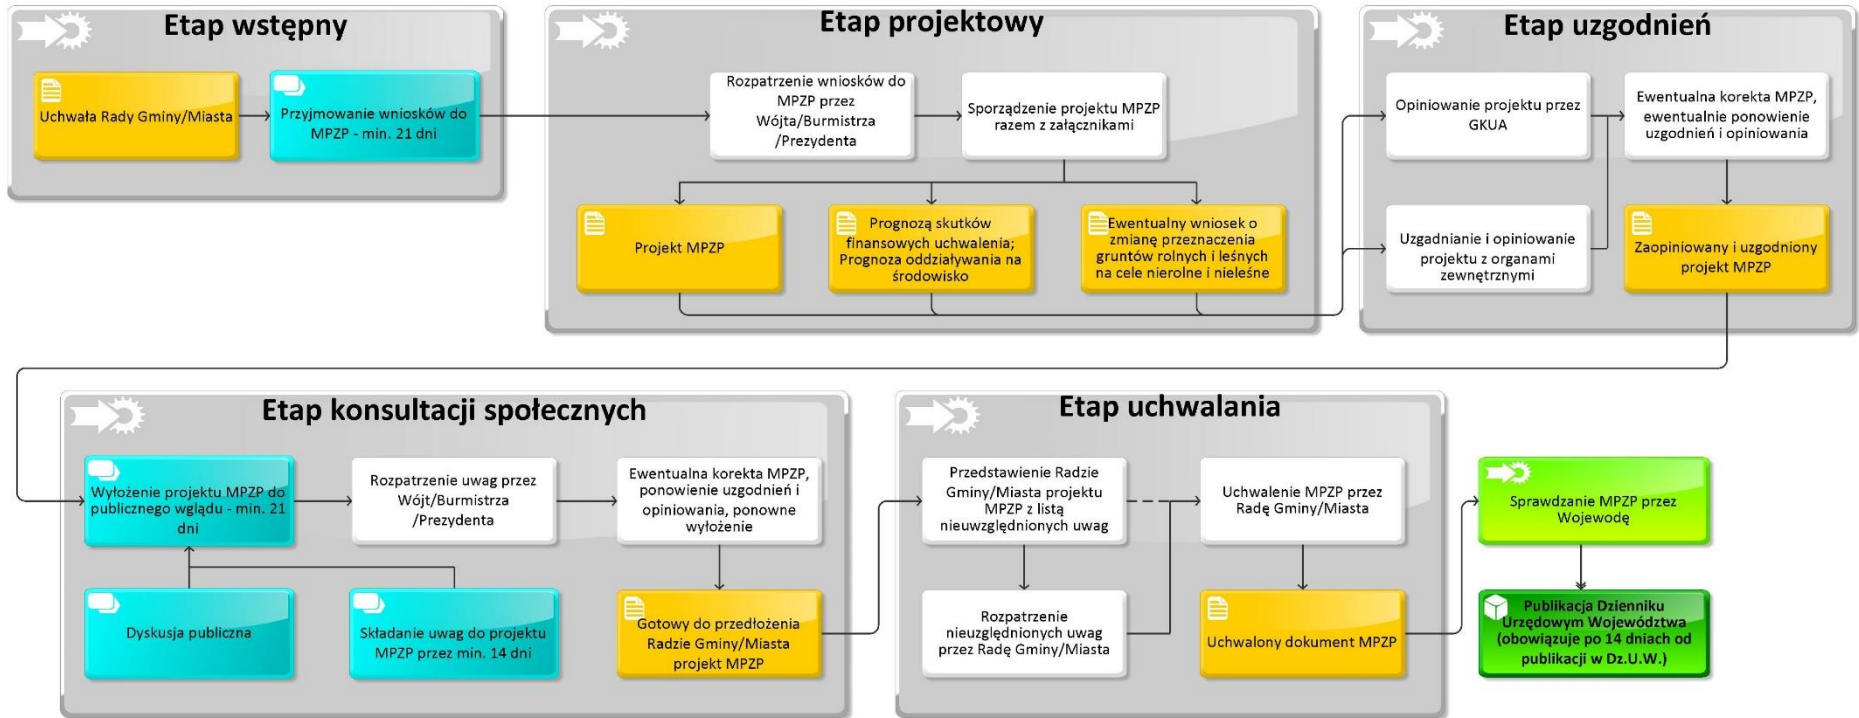 Etap wstępny
Uchwała Rady Gminy/Miasta
Przyjmowanie wniosków do
MPZP - min. 21 dni
Etap projektowy
Rozpatrzenie wniosków do
MPZP przez
Wójta/Burmistrza
/Prezydenta
Sporządzenie projektu MPZP
razem z załącznikami
Projekt MPZP
Prognozą skutków
finansowych uchwalenia;
Prognoza oddziaływania na
środowisko
Ewentualny wniosek o
zmianę przeznaczenia
gruntów rolnych i leśnych
na cele nierolne i nieleśne
Etap uzgodnień
Opiniowanie projektu przez
GKUA
Ewentualna korekta MPZP,
ewentualnie ponowienie
uzgodnień i opiniowania
Uzgadnianie i opiniowanie
projektu z organami
zewnętrznymi
Zaopiniowany i uzgodniony
projekt MPZP
Etap konsultacji społecznych
Wyłożenie projektu MPZP do
publicznego wglądu - min. 21
dni
Rozpatrzenie uwag przez
Wójt/Burmistrza
/Prezydenta
Ewentualna korekta MPZP,
ponowienie uzgodnień i
opiniowania, ponowne
wyłożenie
Dyskusja publiczna
Składanie uwag do projektu
MPZP przez min. 14 dni
Gotowy do przedłożenia
Radzie Gminy/Miasta
projekt MPZP
Etap uchwalania
Przedstawienie Radzie
Gminy/Miasta projektu
MPZP z listą
nieuwzględnionych uwag
Uchwalenie MPZP przez
Radę Gminy/Miasta
Rozpatrzenie
nieuzględnionych uwag
przez Radę Gminy/Miasta
Uchwalony dokument MPZP
Sprawdzanie MPZP przez
Wojewodę
Publikacja Dzienniku
Urzędowym Województwa
(obowiązuje po 14 dniach od
publikacji w Dz.U.W.)